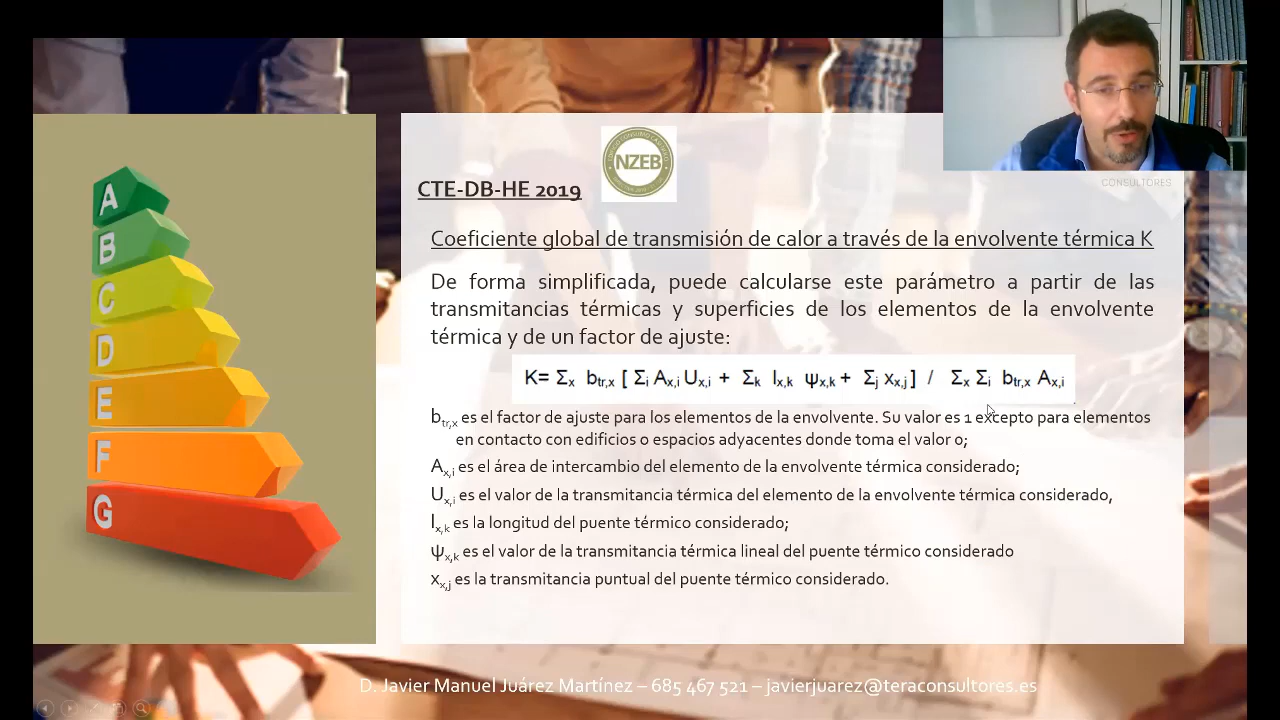 CONSULTORES
NZEB
CTE-DB-HE 2019
Coeficiente global de transmisión de calor a través de la envolvente térmica K
De forma simplificada, puede calcularse este parámetro a partir de las
transmitancias térmicas y superficies de los elementos de la envolvente
térmica y de un factor de ajuste:
K= Σx btr,x [ Σi Ax,i Ux,i + Σk lx,k ψx,k + Σj xx,j ] / Σx Σi btr,x Ax,i
btr,x es el factor de ajuste para los elementos de la envolvente. Su valor es 1 excepto para elementos
en contacto con edificios o espacios adyacentes donde toma el valor 0;
Ax,i es el área de intercambio del elemento de la envolvente térmica considerado;
Ux,i es el valor de la transmitancia térmica del elemento de la envolvente térmica considerado,
lx,k es la longitud del puente térmico considerado;
ψx,k es el valor de la transmitancia térmica lineal del puente térmico considerado
xx,j es la transmitancia puntual del puente térmico considerado.
A
B
C
D
E
F
G
D. Javier Manuel Juárez Martínez – 685 467 521 – javierjuarez@teraconsultores.es